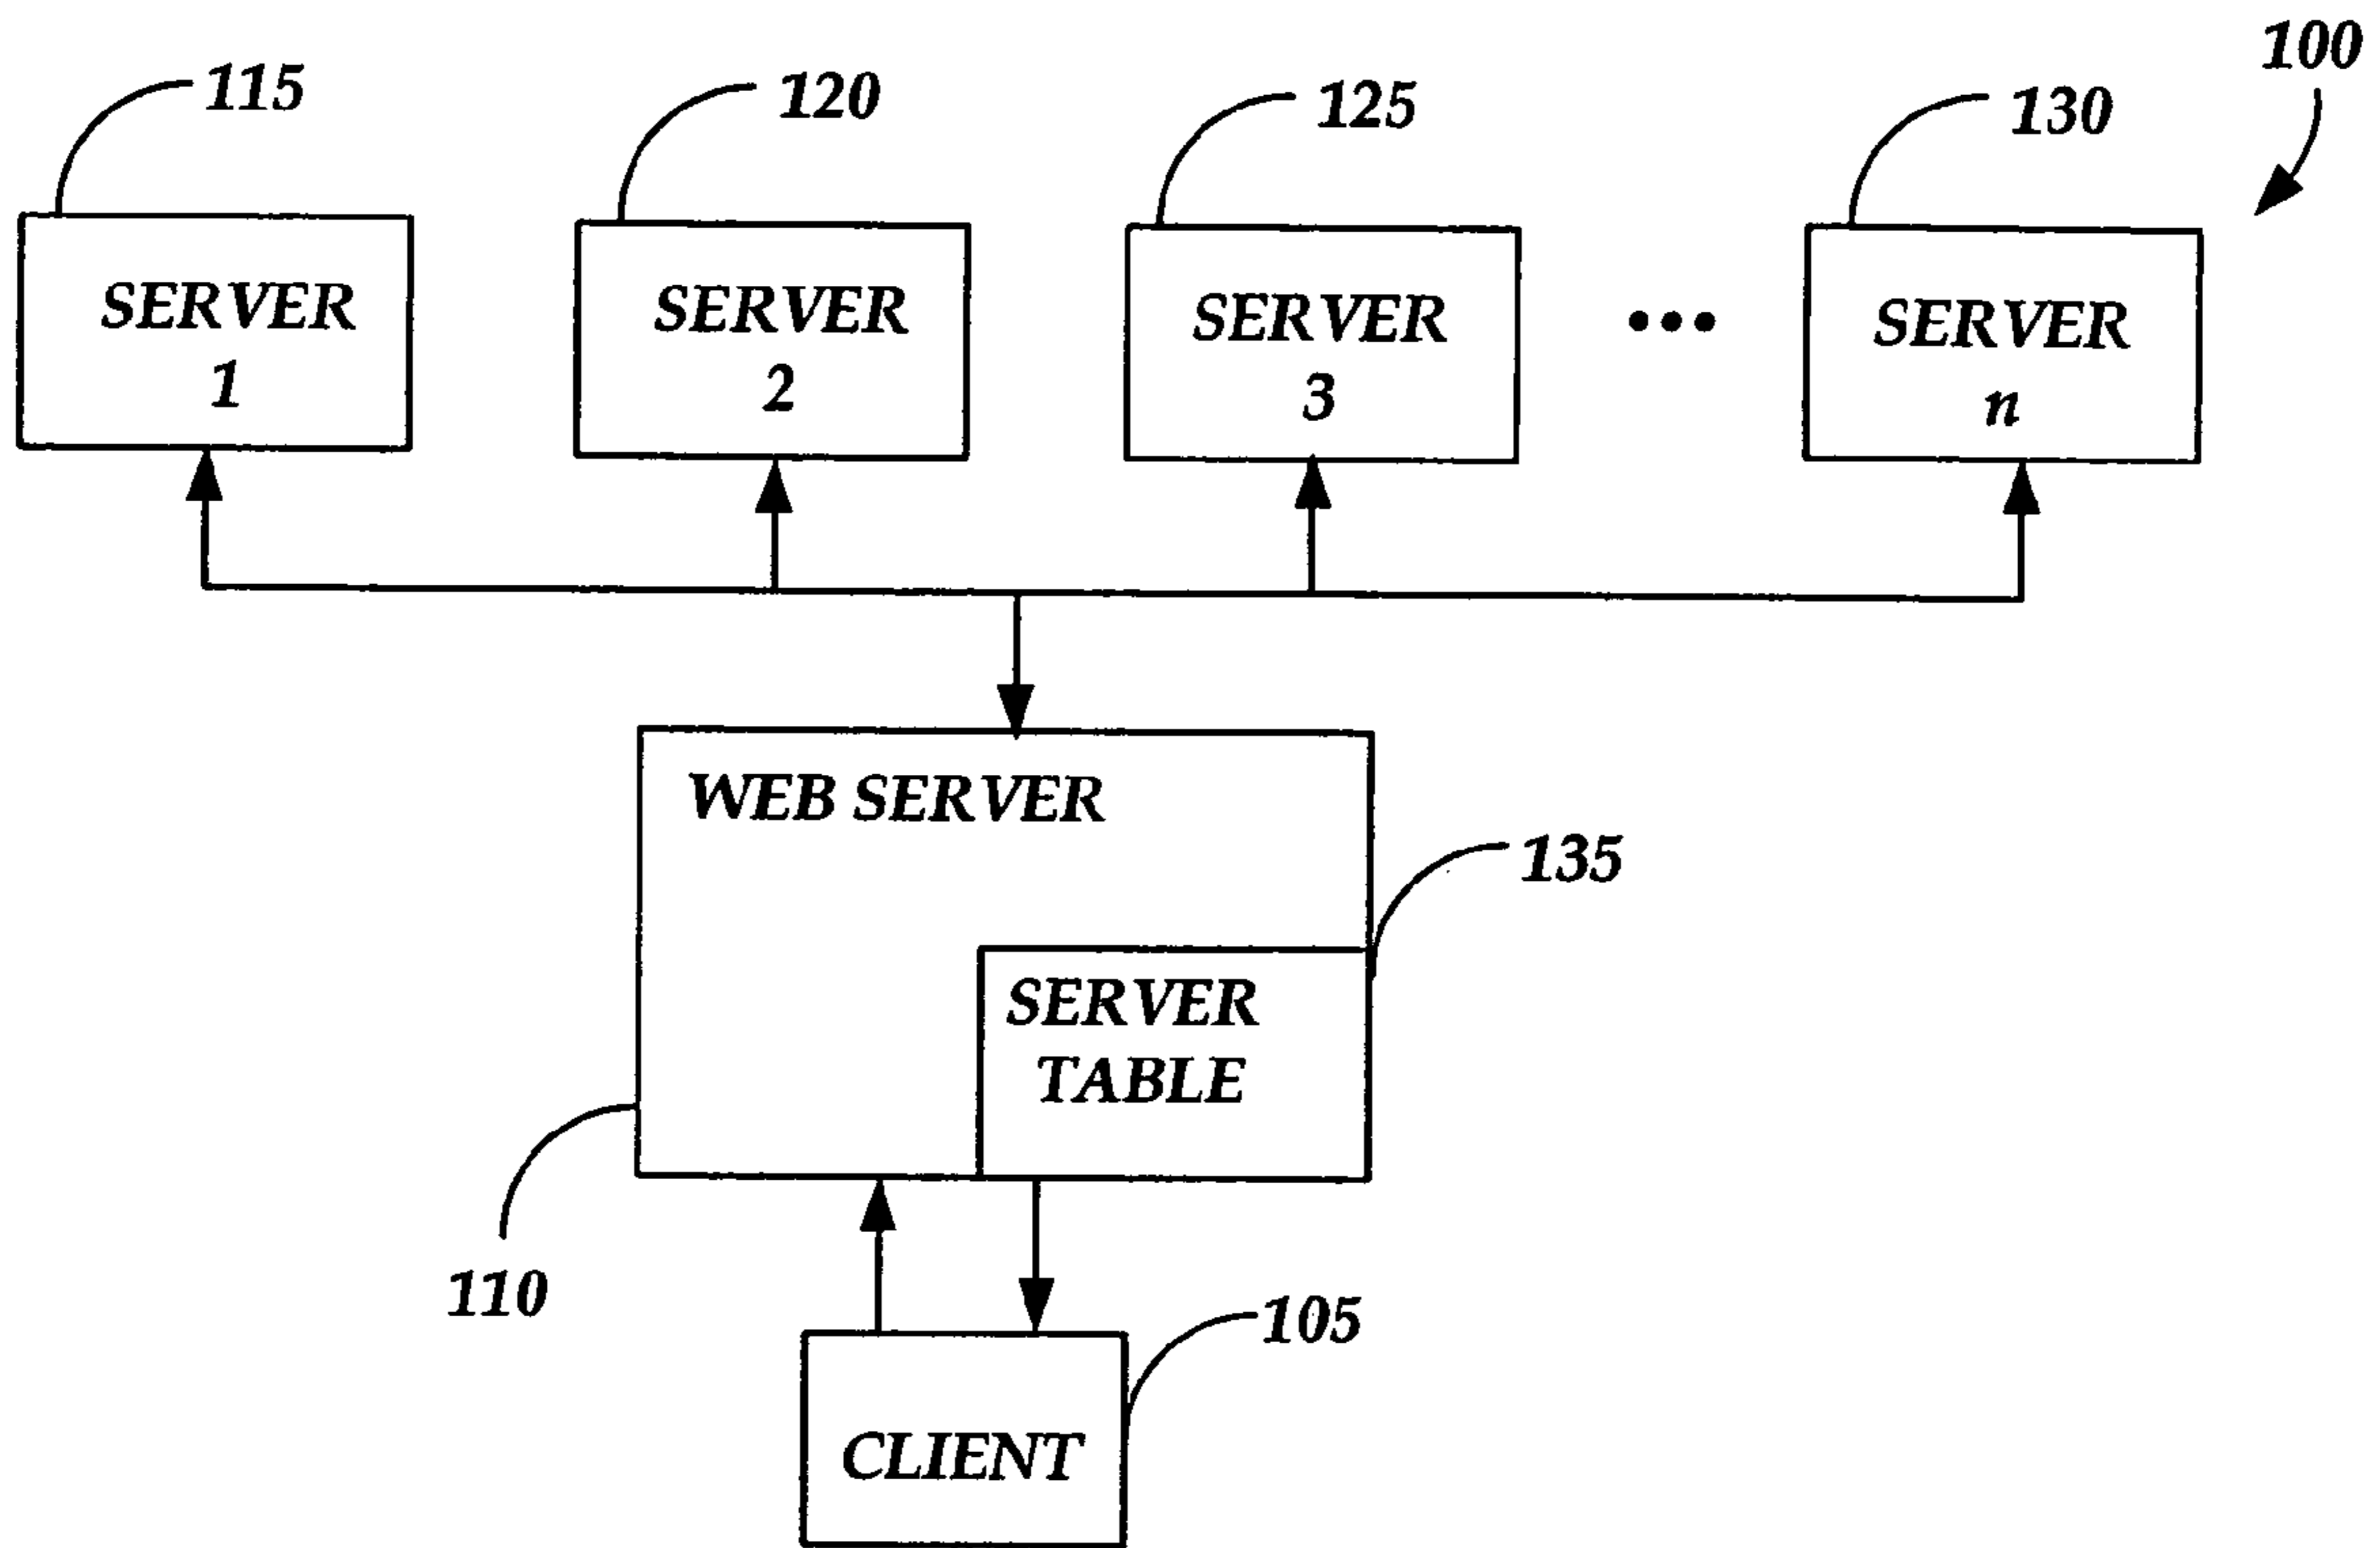 100
115
120
125
130
SERVER
1
SERVER
2
SERVER
3
SERVER
n
WEB SERVER
135
SERVER
TABLE
110
105
CLIENT